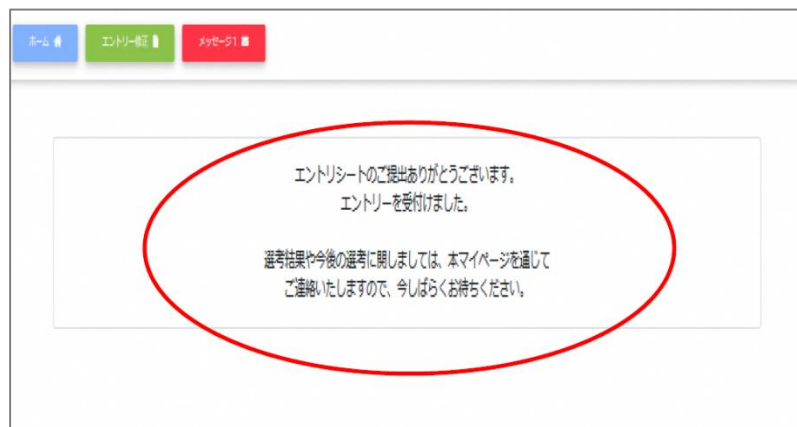 ホーム
エントリー修正
メッセージ1
エントリシートのご提出ありがとうございます。
エントリーを受付けました。
選考結果や今後の選考に関しましては、本マイページを通じて
ご連絡いたしますので、今しばらくお待ちください。